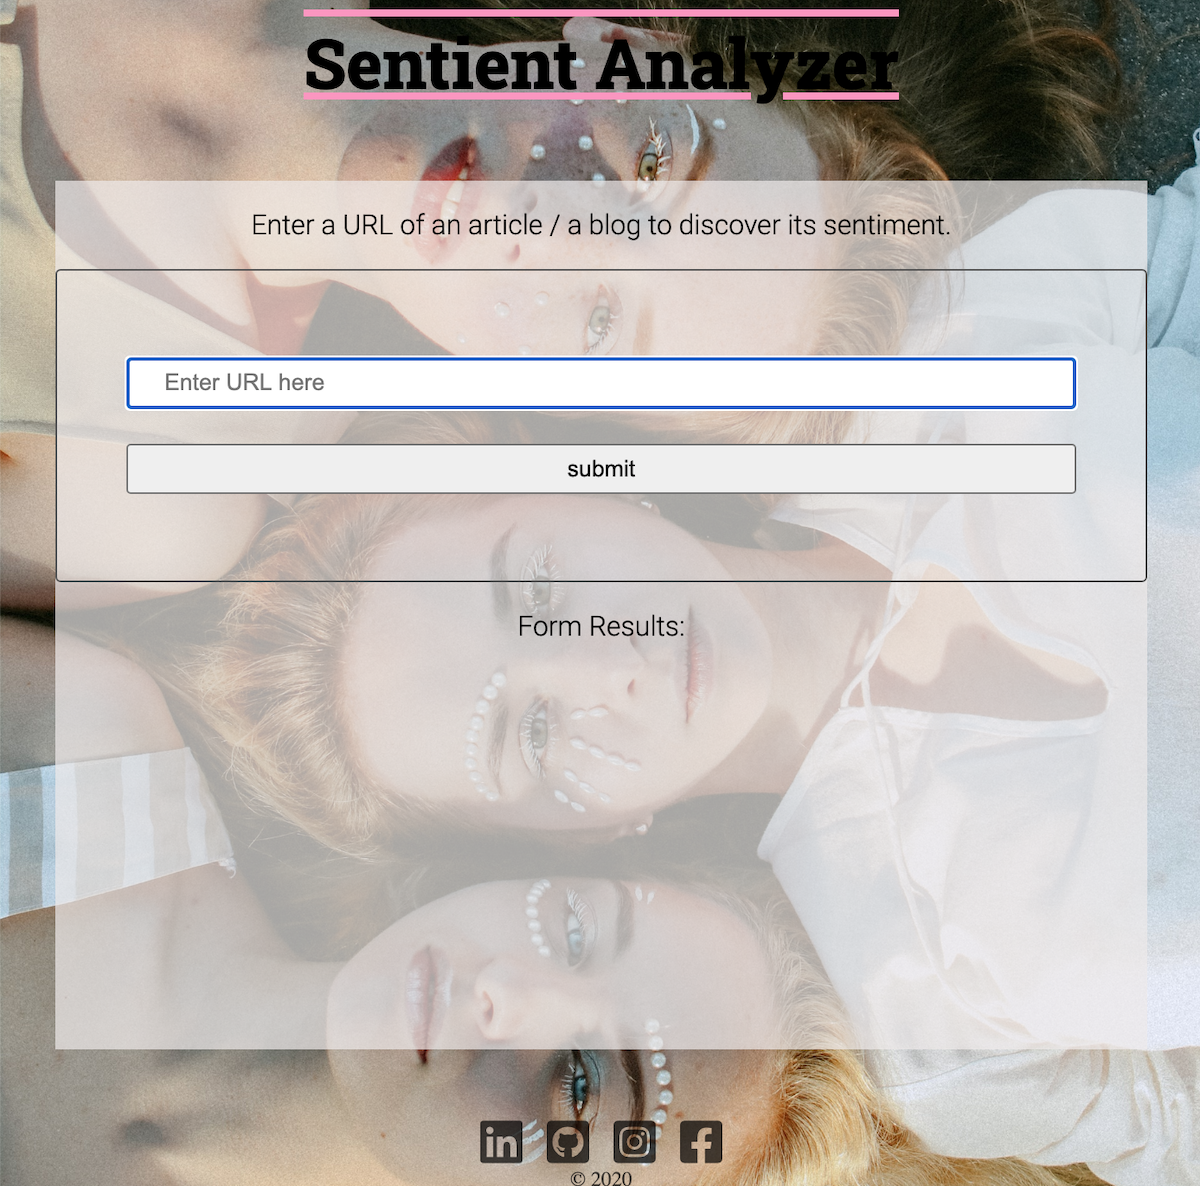 Sentient Analyzer
Enter a URL of an article / a blog to discover its sentiment.
Enter URL here
submit
Form Results:
in
© 2020